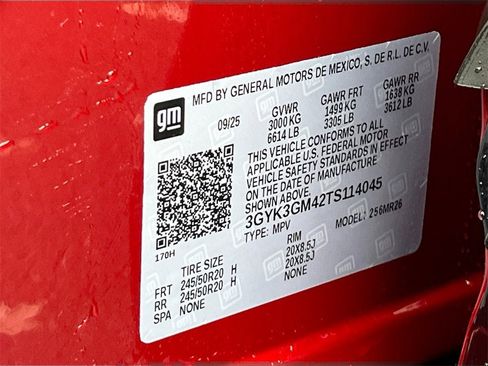 gm
MFD BY GENERAL MOTORS DE MEXICO, S. DE R.L. DE C.V.
09/25 GVWR GAWR FRT GAWR RR
3000 KG 1499 KG 1638 KG
6614 LB 3305 LB 3612 LB
THIS VEHICLE CONFORMS TO ALL
APPLICABLE U.S. FEDERAL MOTOR
VEHICLE SAFETY STANDARDS IN EFFECT
ON THE DATE OF MANUFACTURE
SHOWN ABOVE.
3GYK3GM42TS114045
TYPE: MPV MODEL: 256MR26
170H
TIRE SIZE RIM
FRT 245/50R20 H 20X8.5J
RR 245/50R20 H 20X8.5J
SPA NONE NONE